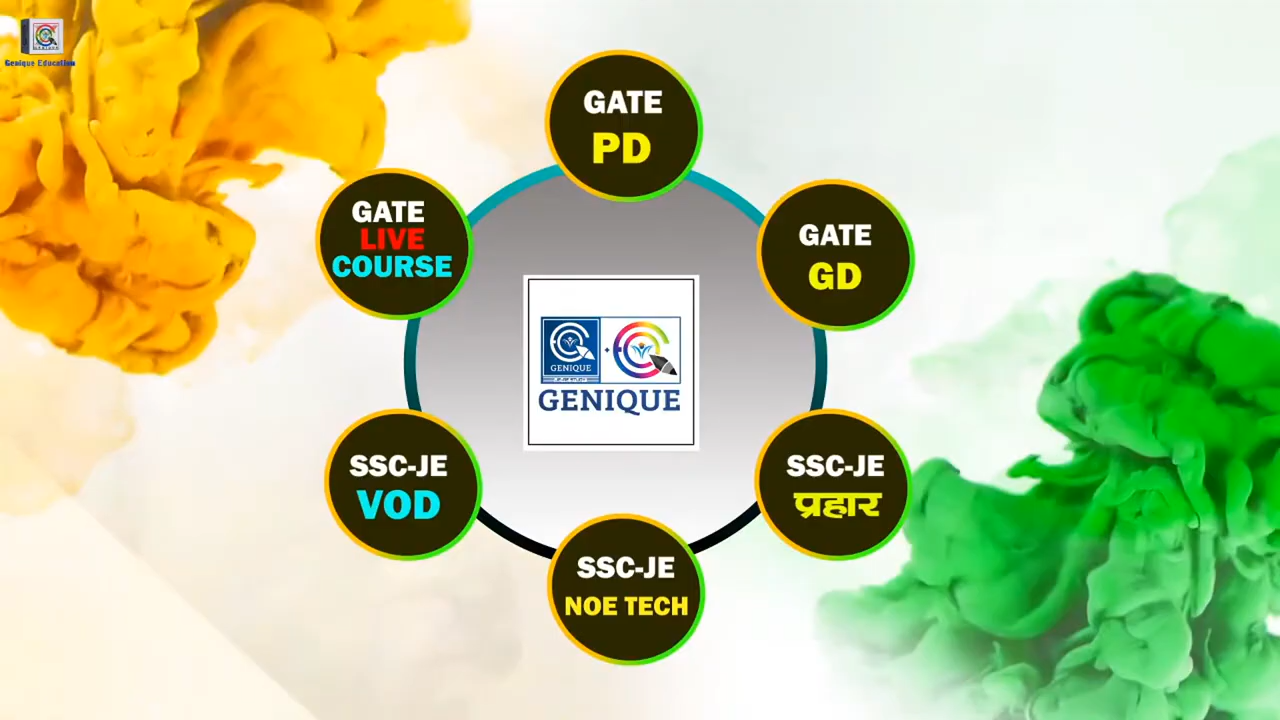 Genique Education
GATE
PD
GATE
LIVE
COURSE
GATE
GD
GENIQUE
GENIQUE
SSC-JE
VOD
SSC-JE
प्रहार
SSC-JE
NOE TECH